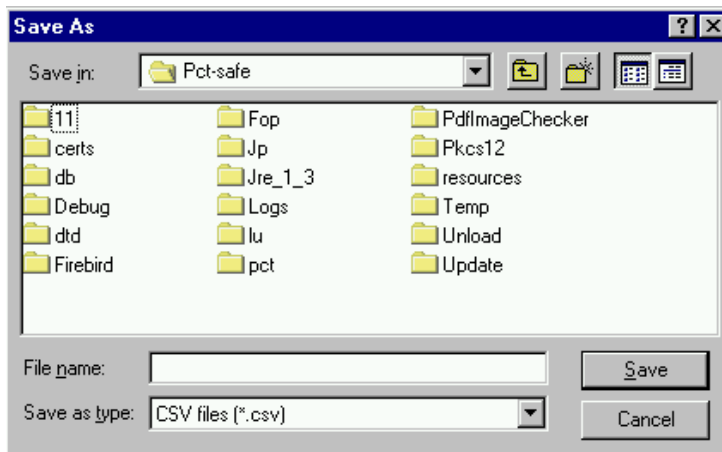 Save As
Save in: Pct-safe
11 Fop PdfImageChecker
certs Jp Pkcs12
db Jre_1_3 resources
Debug Logs Temp
dtd lu Unload
Firebird pct Update
File name: Save
Save as type: CSV files (*.csv) Cancel